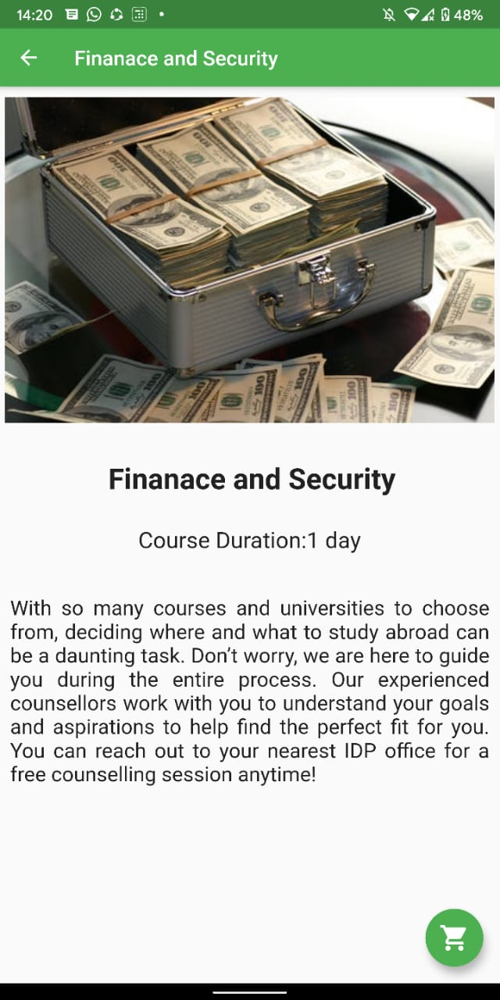 14:20
48%
Finanace and Security
Finanace and Security
Course Duration:1 day
With so many courses and universities to choose
from, deciding where and what to study abroad can
be a daunting task. Don’t worry, we are here to guide
you during the entire process. Our experienced
counsellors work with you to understand your goals
and aspirations to help find the perfect fit for you.
You can reach out to your nearest IDP office for a
free counselling session anytime!